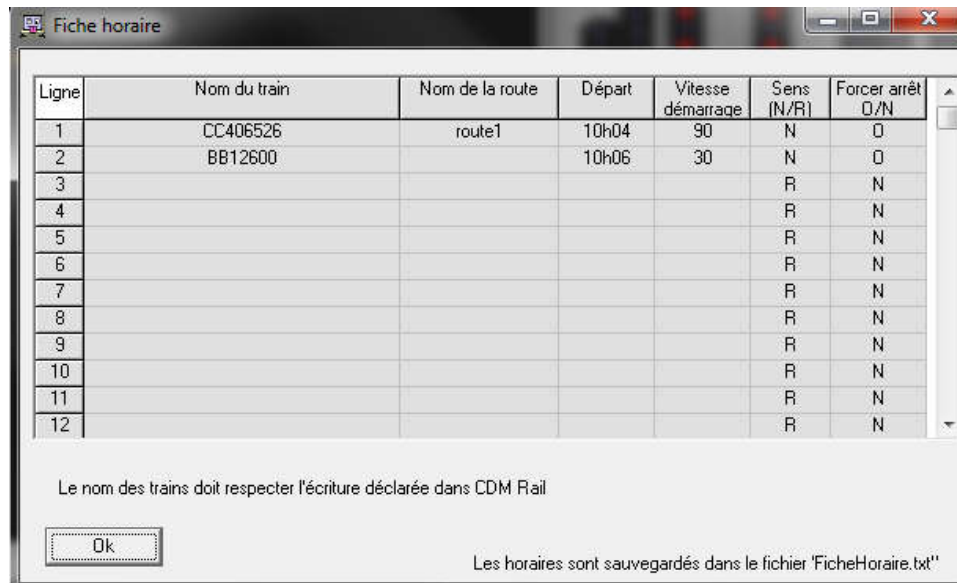 Fiche horaire
Ligne Nom du train Nom de la route Départ Vitesse démarrage Sens (N/R) Forcer arrêt O/N
1 CC406526 route1 10h04 90 N O
2 BB12600 10h06 30 N O
3 R N
4 R N
5 R N
6 R N
7 R N
8 R N
9 R N
10 R N
11 R N
12 R N
Le nom des trains doit respecter l'écriture déclarée dans CDM Rail
Ok
Les horaires sont sauvegardés dans le fichier 'FicheHoraire.txt''